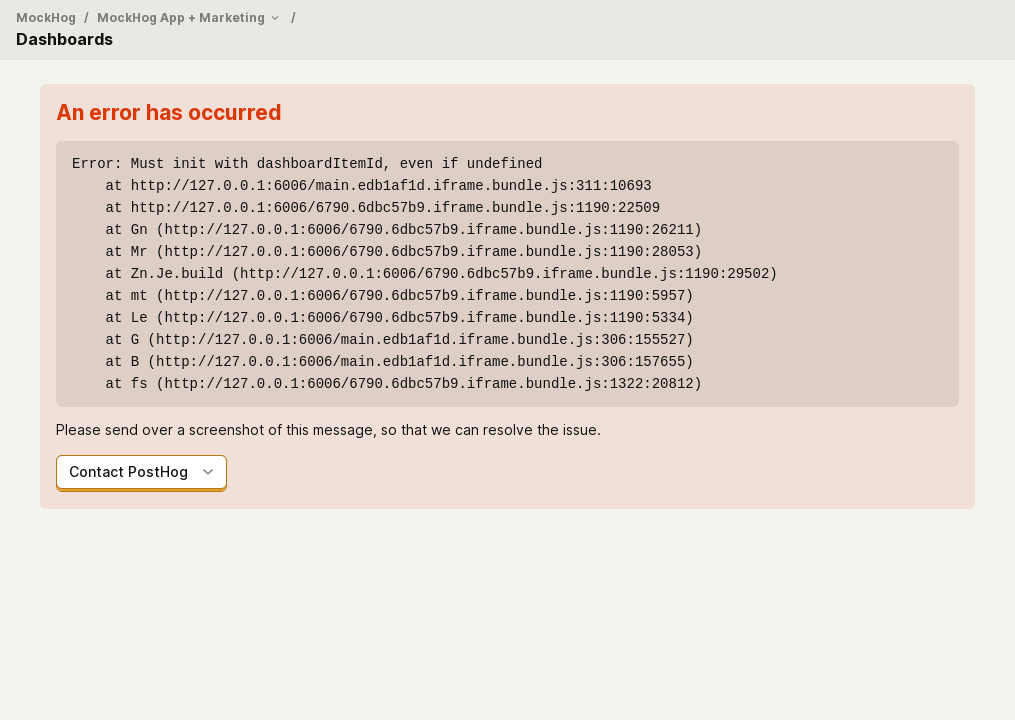 MockHog / MockHog App + Marketing /
Dashboards
An error has occurred
Error: Must init with dashboardItemId, even if undefined
at http://127.0.0.1:6006/main.edb1af1d.iframe.bundle.js:311:10693
at http://127.0.0.1:6006/6790.6dbc57b9.iframe.bundle.js:1190:22509
at Gn (http://127.0.0.1:6006/6790.6dbc57b9.iframe.bundle.js:1190:26211)
at Mr (http://127.0.0.1:6006/6790.6dbc57b9.iframe.bundle.js:1190:28053)
at Zn.Je.build (http://127.0.0.1:6006/6790.6dbc57b9.iframe.bundle.js:1190:29502)
at mt (http://127.0.0.1:6006/6790.6dbc57b9.iframe.bundle.js:1190:5957)
at Le (http://127.0.0.1:6006/6790.6dbc57b9.iframe.bundle.js:1190:5334)
at G (http://127.0.0.1:6006/main.edb1af1d.iframe.bundle.js:306:155527)
at B (http://127.0.0.1:6006/main.edb1af1d.iframe.bundle.js:306:157655)
at fs (http://127.0.0.1:6006/6790.6dbc57b9.iframe.bundle.js:1322:20812)
Please send over a screenshot of this message, so that we can resolve the issue.
Contact PostHog